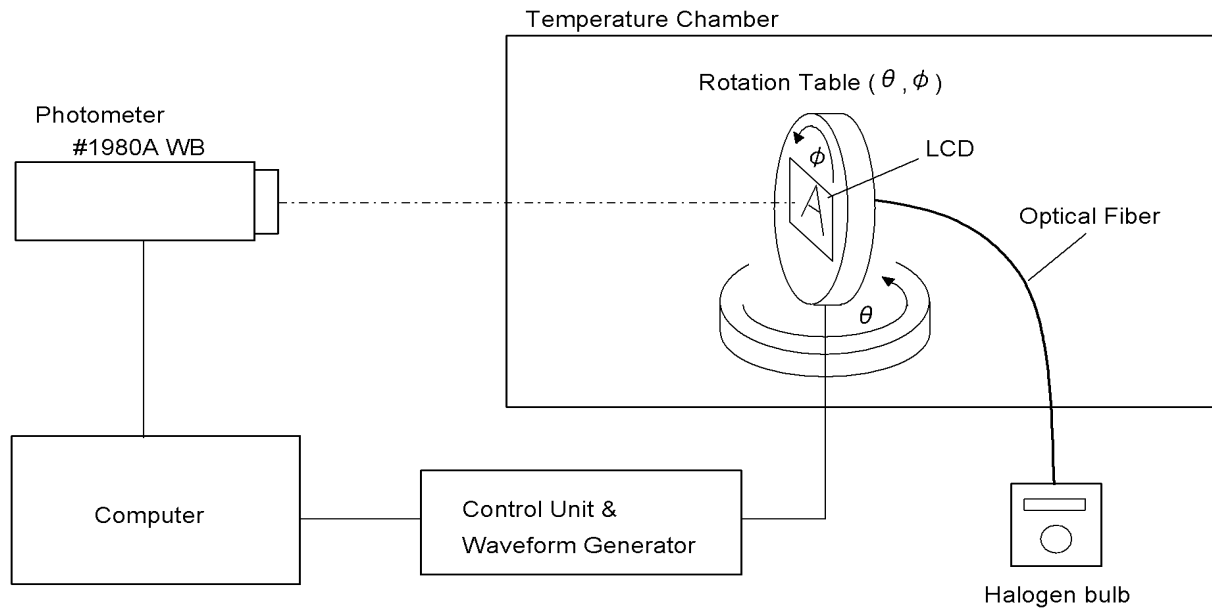 Temperature Chamber
Rotation Table ( θ , ϕ )
Photometer
#1980A WB
ϕ
LCD
A
Optical Fiber
θ
Computer
Control Unit &
Waveform Generator
Halogen bulb